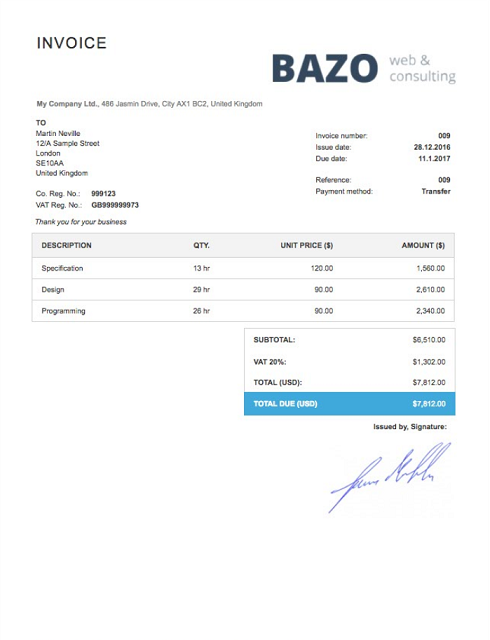 INVOICE
BAZO web &
consulting
My Company Ltd., 486 Jasmin Drive, City AX1 BC2, United Kingdom
TO
Martin Neville
12/A Sample Street
London
SE10AA
United Kingdom
Co. Reg. No.: 999123
VAT Reg. No.: GB999999973
Invoice number: 009
Issue date: 28.12.2016
Due date: 11.1.2017
Reference: 009
Payment method: Transfer
Thank you for your business
DESCRIPTION QTY. UNIT PRICE ($) AMOUNT ($)
Specification 13 hr 120.00 1,560.00
Design 29 hr 90.00 2,610.00
Programming 26 hr 90.00 2,340.00
SUBTOTAL: $6,510.00
VAT 20%: $1,302.00
TOTAL (USD): $7,812.00
TOTAL DUE (USD) $7,812.00
Issued by, Signature: